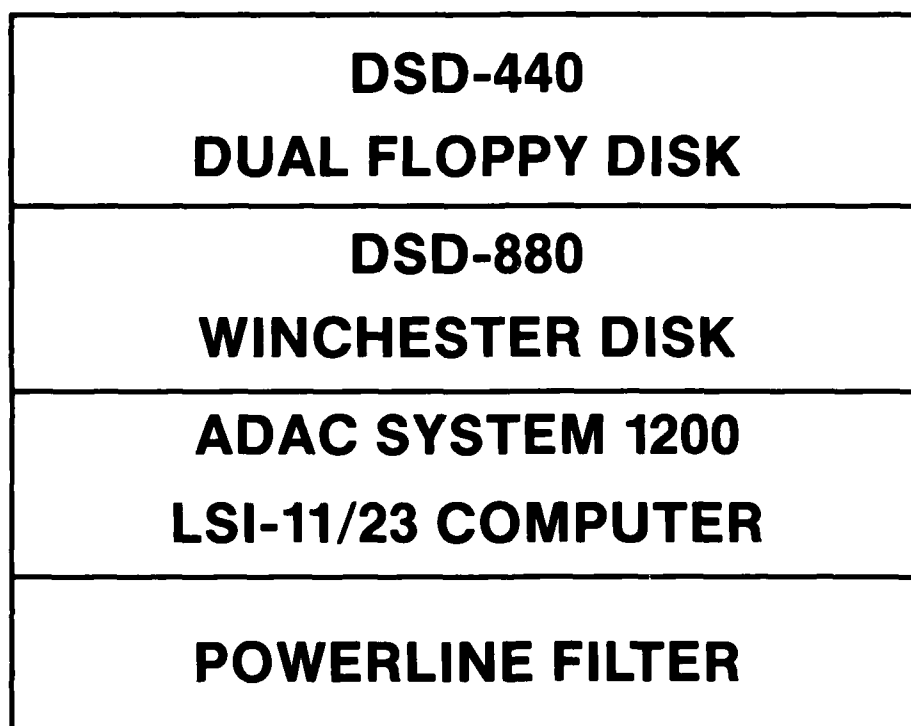 DSD-440
DUAL FLOPPY DISK
DSD-880
WINCHESTER DISK
ADAC SYSTEM 1200
LSI-11/23 COMPUTER
POWERLINE FILTER